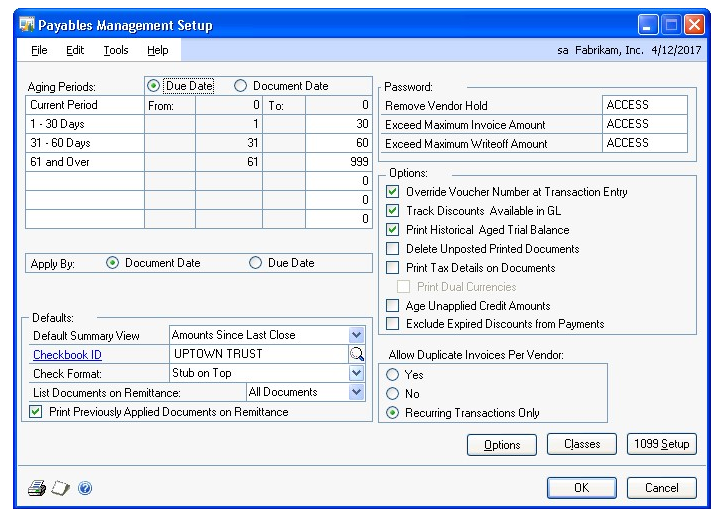 Payables Management Setup
File Edit Tools Help sa Fabrikam, Inc. 4/12/2017
Aging Periods: Due Date Document Date
Current Period From: 0 To: 0
1 - 30 Days 1 30
31 - 60 Days 31 60
61 and Over 61 999
0
0
0
Apply By: Document Date Due Date
Defaults:
Default Summary View Amounts Since Last Close
Checkbook ID UPTOWN TRUST
Check Format: Stub on Top
List Documents on Remittance: All Documents
Print Previously Applied Documents on Remittance
Password:
Remove Vendor Hold ACCESS
Exceed Maximum Invoice Amount ACCESS
Exceed Maximum Writeoff Amount ACCESS
Options:
Override Voucher Number at Transaction Entry
Track Discounts Available in GL
Print Historical Aged Trial Balance
Delete Unposted Printed Documents
Print Tax Details on Documents
Print Dual Currencies
Age Unapplied Credit Amounts
Exclude Expired Discounts from Payments
Allow Duplicate Invoices Per Vendor:
Yes
No
Recurring Transactions Only
Options Classes 1099 Setup
OK Cancel